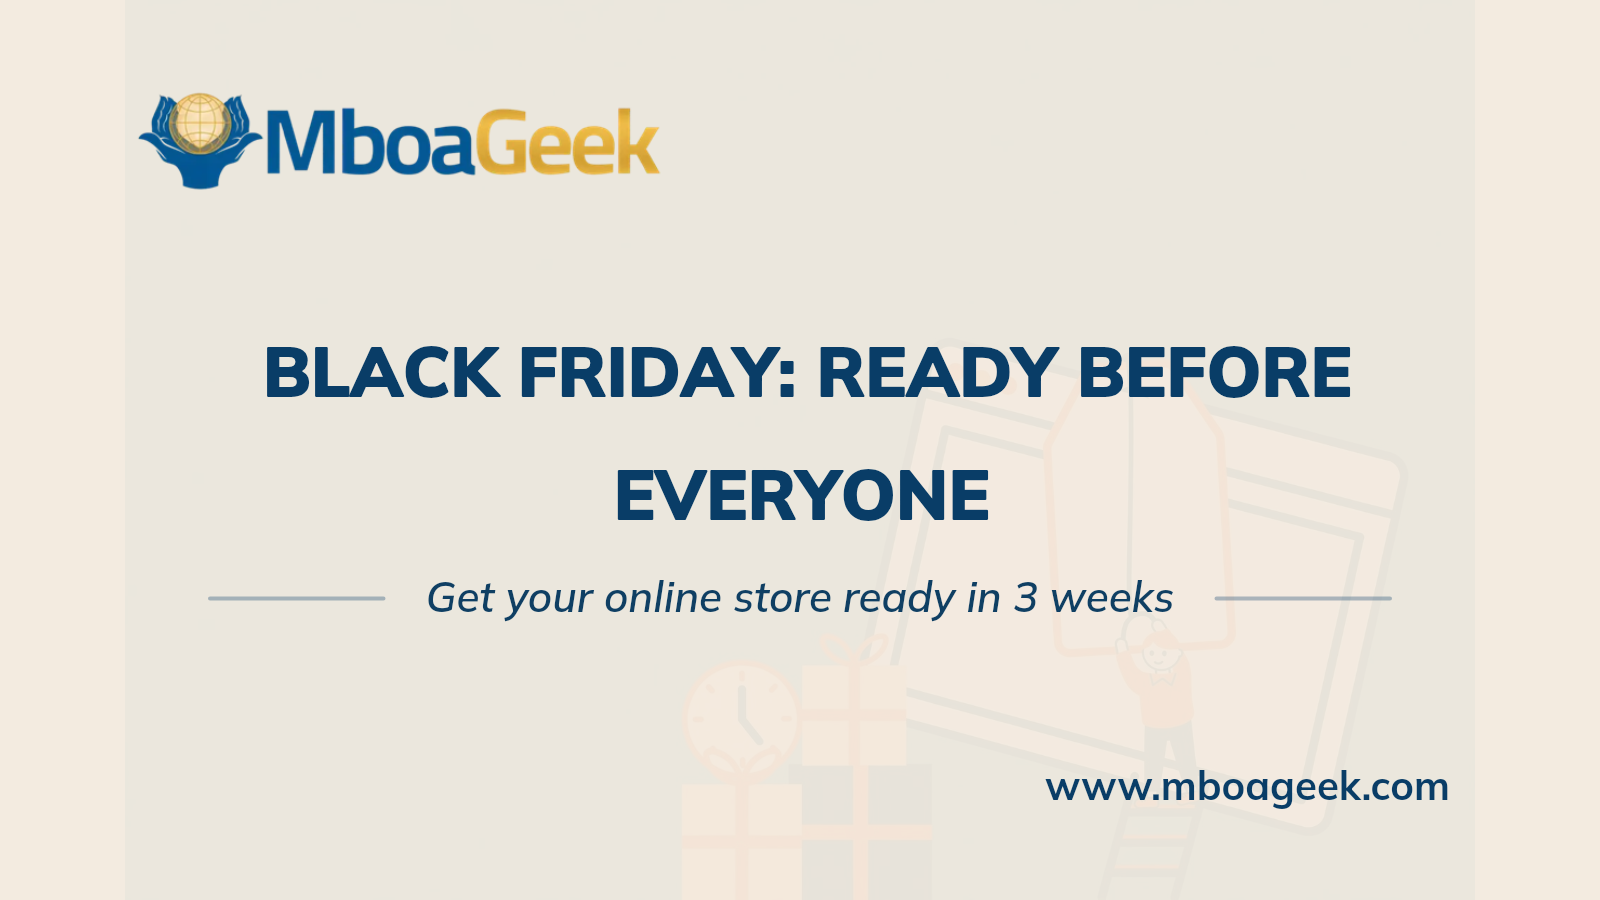 MboaGeek
BLACK FRIDAY: READY BEFORE
EVERYONE
Get your online store ready in 3 weeks
www.mboageek.com